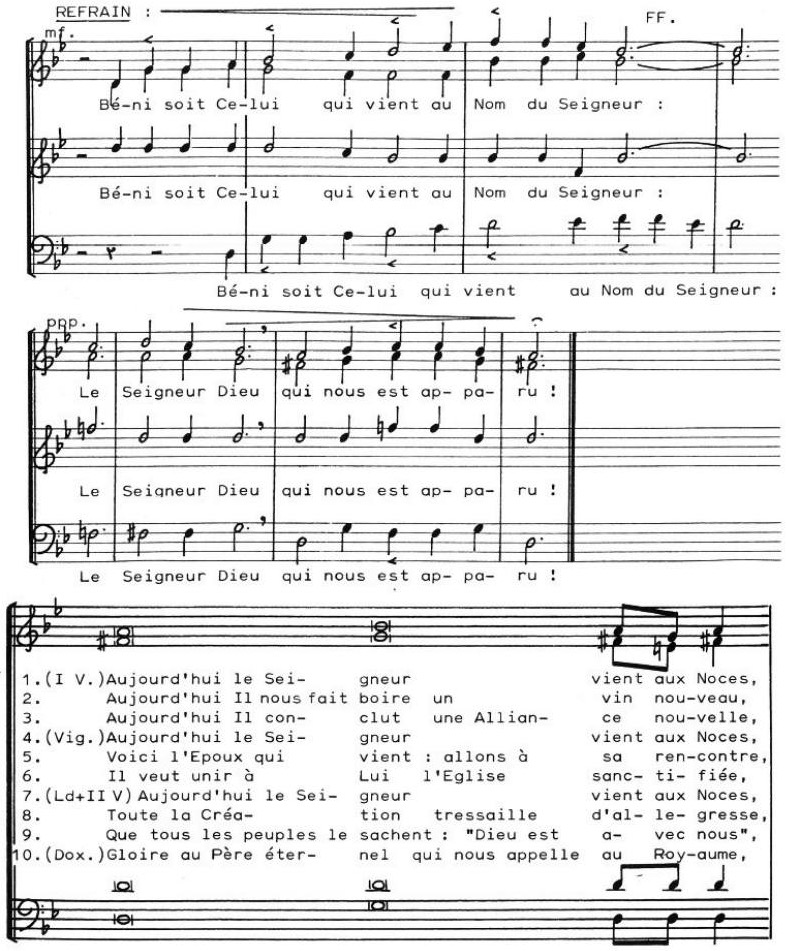 REFRAIN :
mf. FF.
Bé-ni soit Ce-lui qui vient au Nom du Seigneur :
Bé-ni soit Ce-lui qui vient au Nom du Seigneur :
Bé-ni soit Ce-lui qui vient au Nom du Seigneur :
ppp.
Le Seigneur Dieu qui nous est ap- pa- ru !
Le Seigneur Dieu qui nous est ap- pa- ru !
Le Seigneur Dieu qui nous est ap- pa- ru !
1.(I V.)Aujourd'hui le Sei- gneur vient aux Noces,
2. Aujourd'hui Il nous fait boire un vin nou-veau,
3. Aujourd'hui Il con- clut une Allian- ce nou-velle,
4.(Vig.)Aujourd'hui le Sei- gneur vient aux Noces,
5. Voici l'Epoux qui vient : allons à sa ren-contre,
6. Il veut unir à Lui l'Eglise sanc- ti- fiée,
7.(Ld+II V) Aujourd'hui le Sei- gneur vient aux Noces,
8. Toute la Créa- tion tressaille d'al- le- gresse,
9. Que tous les peuples le sachent : "Dieu est a- vec nous",
10.(Dox.)Gloire au Père éter- nel qui nous appelle au Roy-aume,